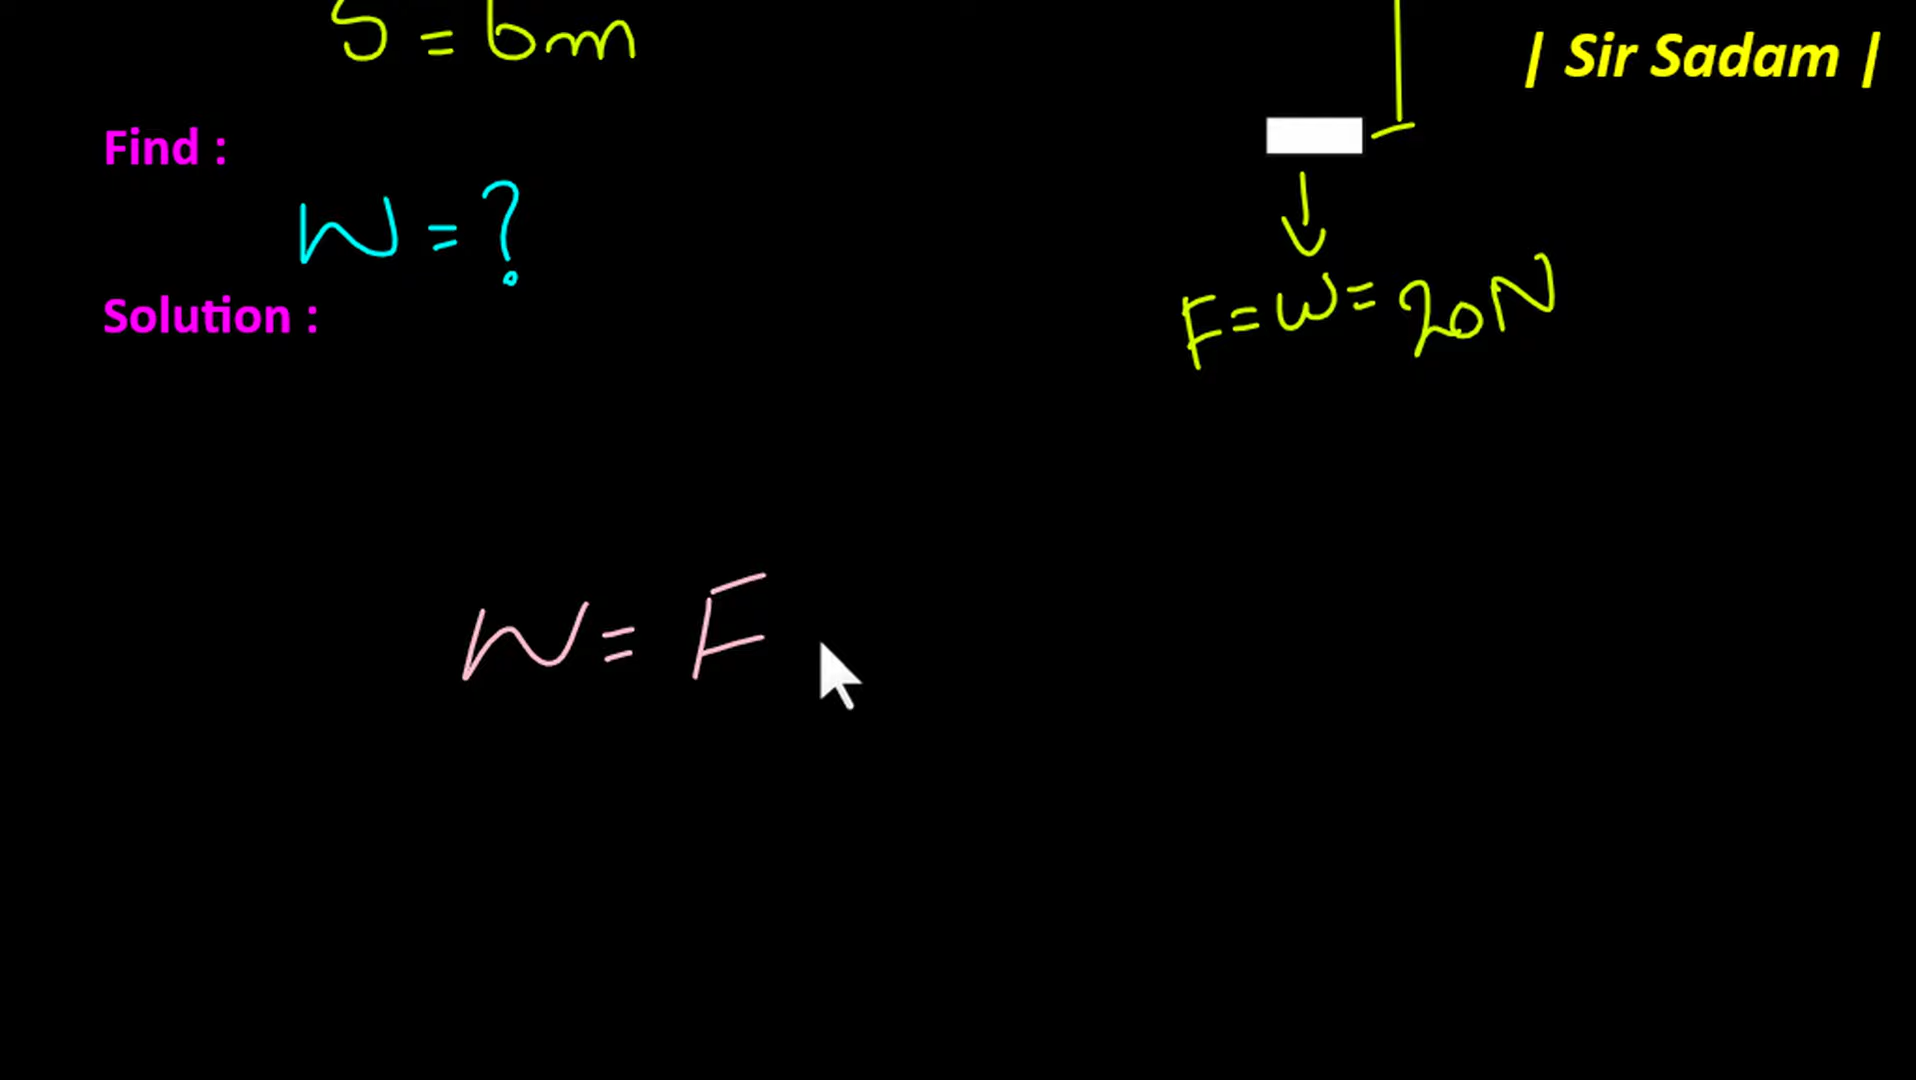 S = 6m
| Sir Sadam |
Find :
W = ?
F = w = 20N
Solution :
W = F